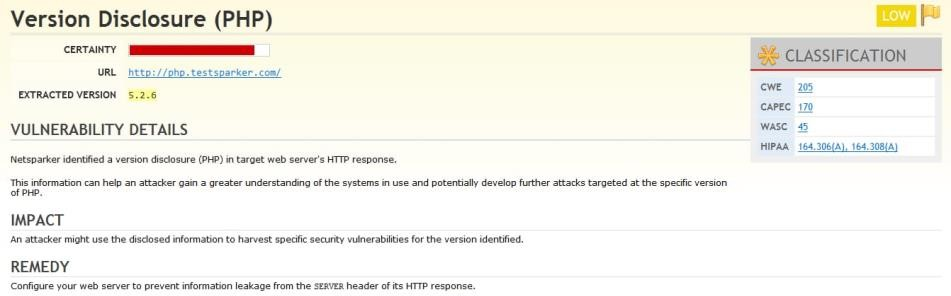 Version Disclosure (PHP)
LOW
CERTAINTY
URL http://php.testsparker.com/
EXTRACTED VERSION 5.2.6
CLASSIFICATION
CWE 205
CAPEC 170
WASC 45
HIPAA 164.306(A), 164.308(A)
VULNERABILITY DETAILS
Netsparker identified a version disclosure (PHP) in target web server's HTTP response.
This information can help an attacker gain a greater understanding of the systems in use and potentially develop further attacks targeted at the specific version
of PHP.
IMPACT
An attacker might use the disclosed information to harvest specific security vulnerabilities for the version identified.
REMEDY
Configure your web server to prevent information leakage from the SERVER header of its HTTP response.